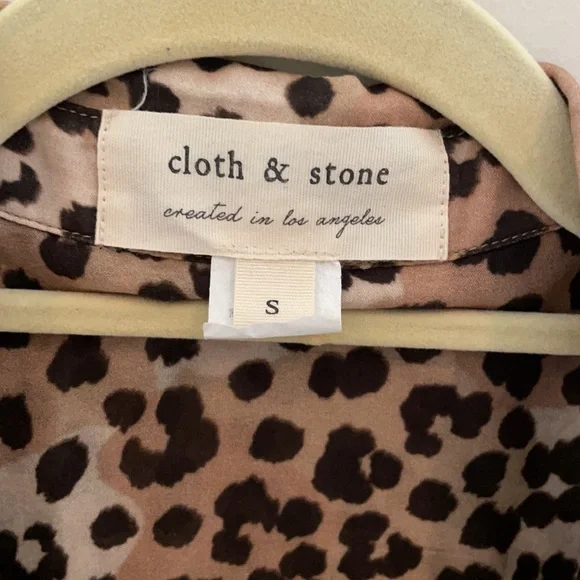 cloth & stone
created in los angeles
S